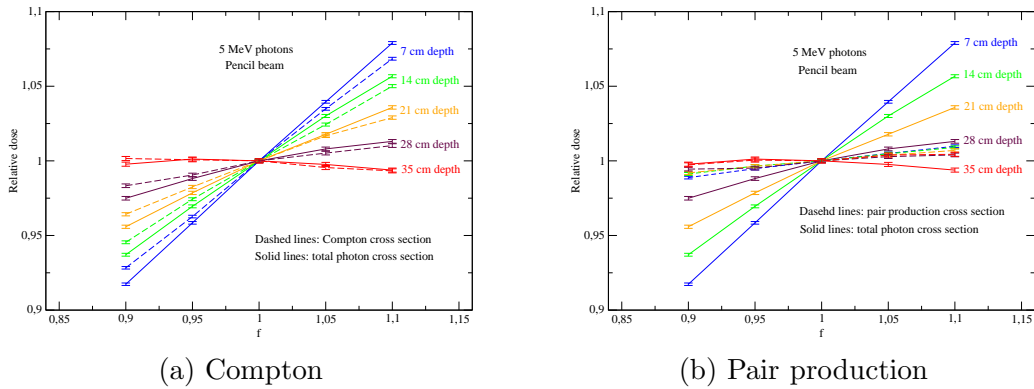 1,1
1,05
1
0,95
0,9
Relative dose
5 MeV photons
Pencil beam
7 cm depth
14 cm depth
21 cm depth
28 cm depth
35 cm depth
Dashed lines: Compton cross section
Solid lines: total photon cross section
0,85 0,9 0,95 1 1,05 1,1 1,15
f
(a) Compton
1,1
1,05
1
0,95
0,9
Relative dose
5 MeV photons
Pencil beam
7 cm depth
14 cm depth
21 cm depth
28 cm depth
35 cm depth
Dasehd lines: pair production cross section
Solid lines: total photon cross section
0,85 0,9 0,95 1 1,05 1,1 1,15
f
(b) Pair production